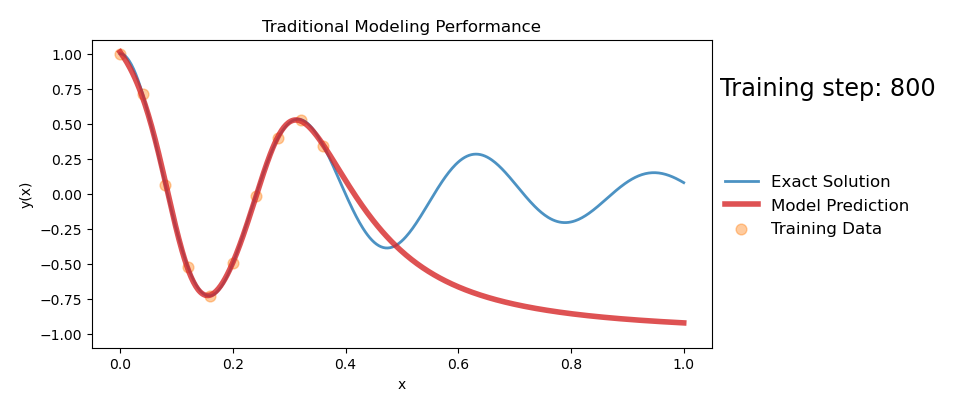 Traditional Modeling Performance
Training step: 800
1.00
0.75
0.50
0.25
0.00
−0.25
−0.50
−0.75
−1.00
y(x)
0.0 0.2 0.4 0.6 0.8 1.0
x
Exact Solution
Model Prediction
Training Data